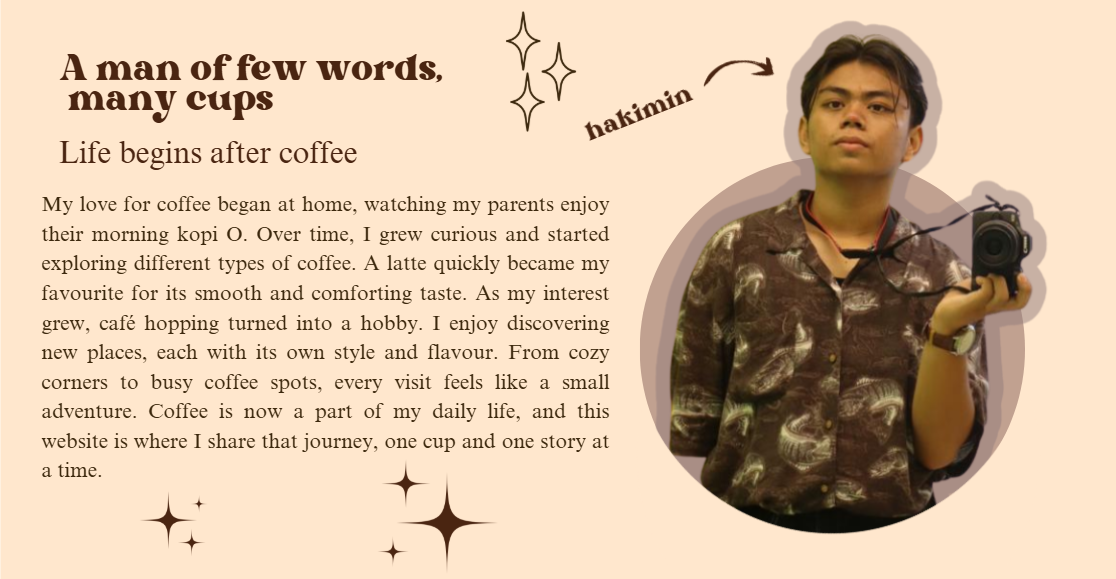 A man of few words,
many cups
hakimin
Life begins after coffee
My love for coffee began at home, watching my parents enjoy
their morning kopi O. Over time, I grew curious and started
exploring different types of coffee. A latte quickly became my
favourite for its smooth and comforting taste. As my interest
grew, café hopping turned into a hobby. I enjoy discovering
new places, each with its own style and flavour. From cozy
corners to busy coffee spots, every visit feels like a small
adventure. Coffee is now a part of my daily life, and this
website is where I share that journey, one cup and one story at
a time.